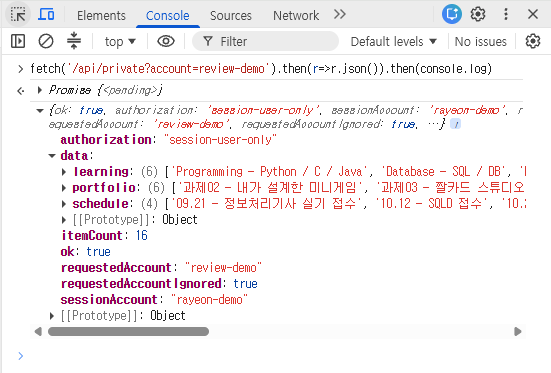 Elements Console Sources Network »
top Filter Default levels No issues
fetch('/api/private?account=review-demo').then(r=>r.json()).then(console.log)
Promise {<pending>}
{ok: true, authorization: 'session-user-only', sessionAccount: 'rayeon-demo', r
equestedAccount: 'review-demo', requestedAccountIgnored: true, …} i
authorization: "session-user-only"
data:
learning: (6) ['Programming - Python / C / Java', 'Database - SQL / DB',
portfolio: (6) ['과제02 - 내가 설계한 미니게임', '과제03 - 짤카드 스튜디오
schedule: (4) ['09.21 - 정보처리기사 실기 접수', '10.12 - SQLD 접수', '10.
[[Prototype]]: Object
itemCount: 16
ok: true
requestedAccount: "review-demo"
requestedAccountIgnored: true
sessionAccount: "rayeon-demo"
[[Prototype]]: Object